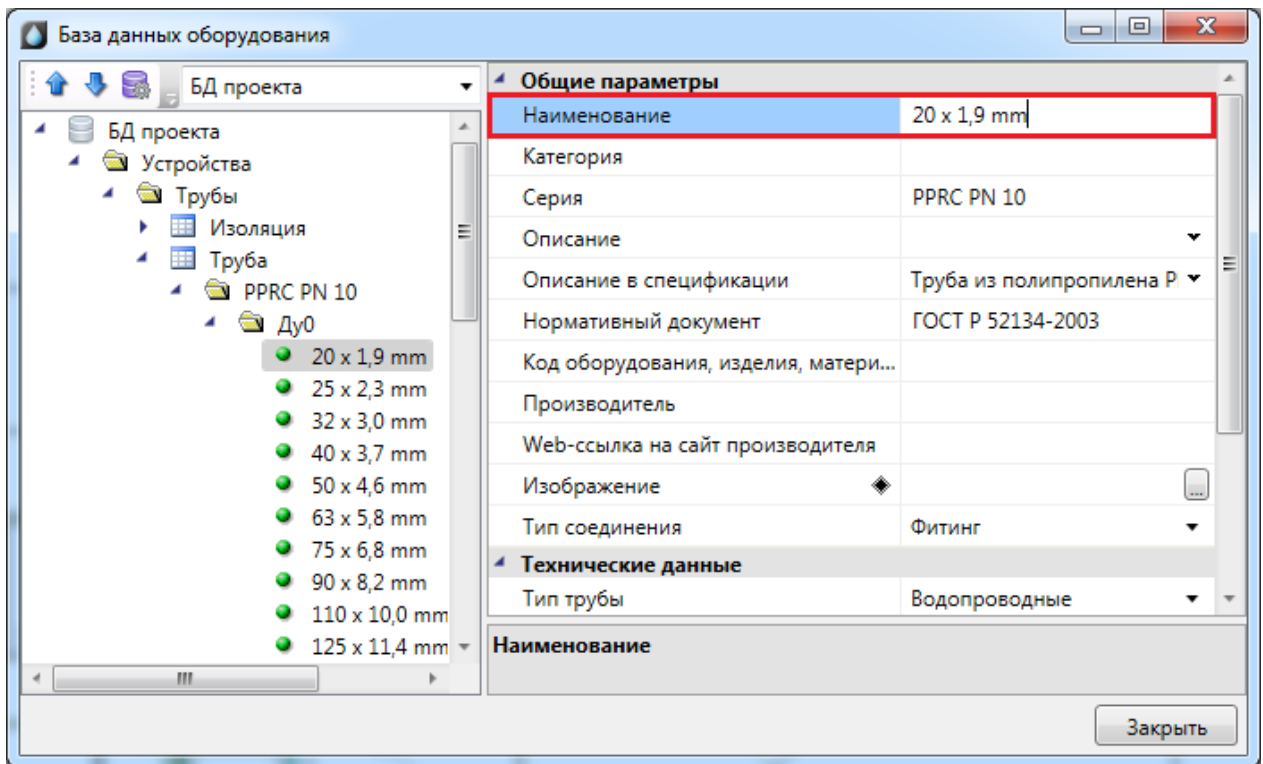 База данных оборудования
БД проекта
БД проекта
Устройства
Трубы
Изоляция
Труба
PPRC PN 10
Ду0
20 x 1,9 mm
25 x 2,3 mm
32 x 3,0 mm
40 x 3,7 mm
50 x 4,6 mm
63 x 5,8 mm
75 x 6,8 mm
90 x 8,2 mm
110 x 10,0 mm
125 x 11,4 mm
Общие параметры
Наименование 20 x 1,9 mm
Категория
Серия PPRC PN 10
Описание
Описание в спецификации Труба из полипропилена P
Нормативный документ ГОСТ Р 52134-2003
Код оборудования, изделия, матери...
Производитель
Web-ссылка на сайт производителя
Изображение ...
Тип соединения Фитинг
Технические данные
Тип трубы Водопроводные
Наименование
Закрыть